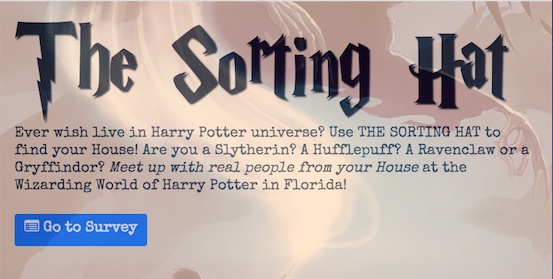 The Sorting Hat
Ever wish live in Harry Potter universe? Use THE SORTING HAT to
find your House! Are you a Slytherin? A Hufflepuff? A Ravenclaw or a
Gryffindor? Meet up with real people from your House at the
Wizarding World of Harry Potter in Florida!
Go to Survey